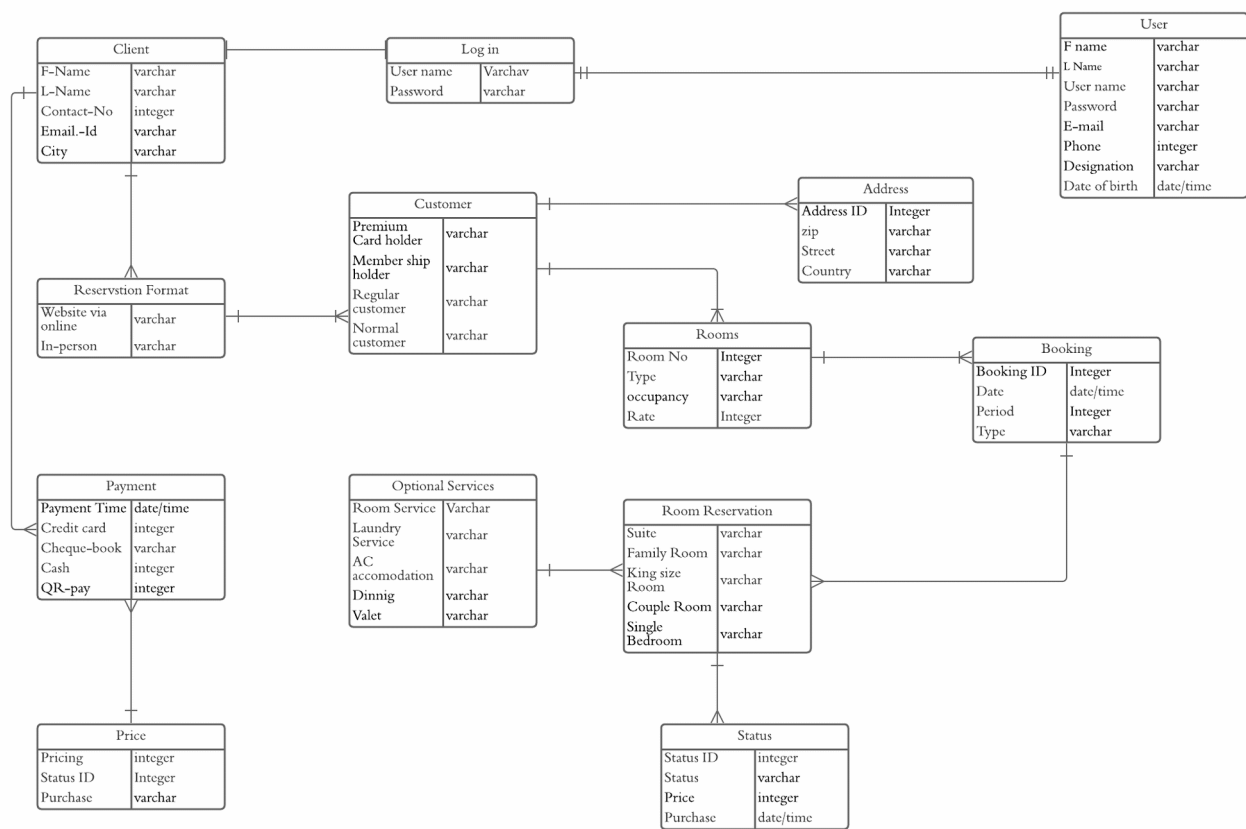 Client
F-Name varchar
L-Name varchar
Contact-No integer
Email.-Id varchar
City varchar
Log in
User name Varchav
Password varchar
User
F name varchar
L Name varchar
User name varchar
Password varchar
E-mail varchar
Phone integer
Designation varchar
Date of birth date/time
Customer
Premium
Card holder varchar
Member ship
holder varchar
Regular
customer varchar
Normal
customer varchar
Address
Address ID Integer
zip varchar
Street varchar
Country varchar
Reservstion Format
Website via
online varchar
In-person varchar
Rooms
Room No Integer
Type varchar
occupancy varchar
Rate Integer
Booking
Booking ID Integer
Date date/time
Period Integer
Type varchar
Payment
Payment Time date/time
Credit card integer
Cheque-book varchar
Cash integer
QR-pay integer
Optional Services
Room Service Varchar
Laundry
Service varchar
AC
accomodation varchar
Dinnig varchar
Valet varchar
Room Reservation
Suite varchar
Family Room varchar
King size
Room varchar
Couple Room varchar
Single
Bedroom varchar
Price
Pricing integer
Status ID Integer
Purchase varchar
Status
Status ID integer
Status varchar
Price integer
Purchase date/time